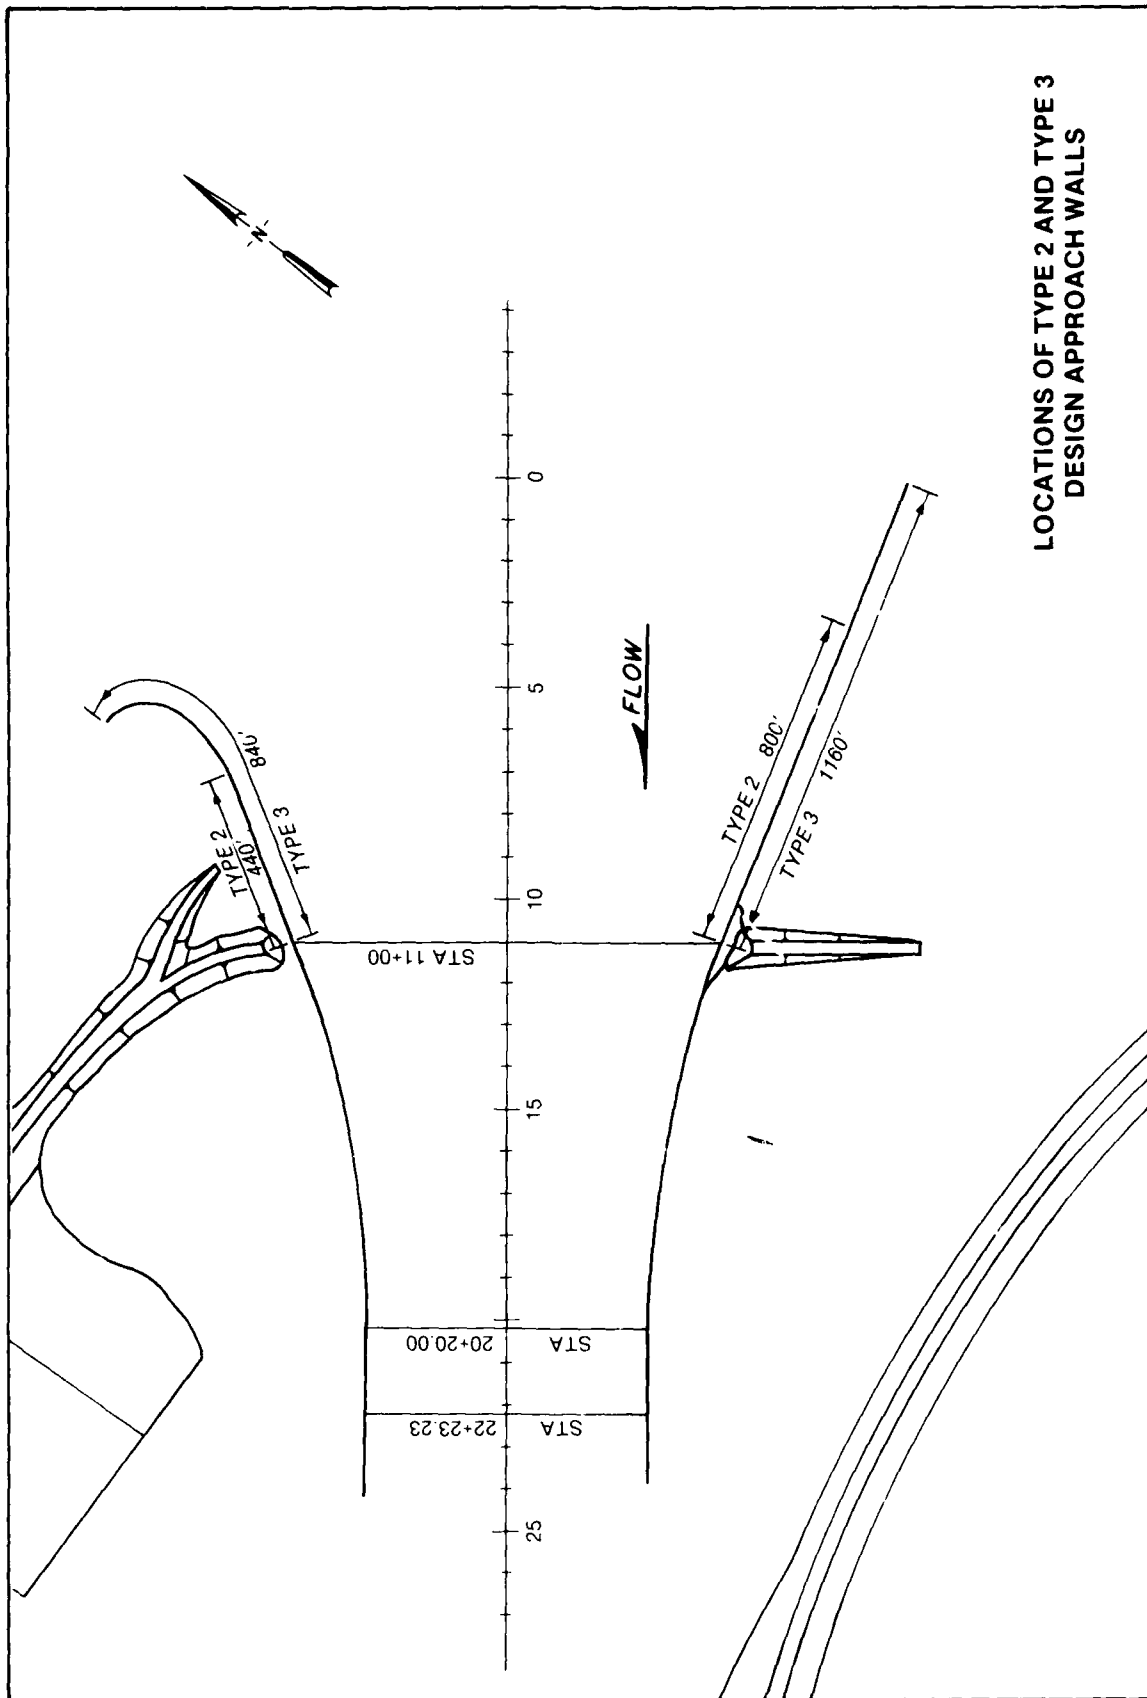 LOCATIONS OF TYPE 2 AND TYPE 3
DESIGN APPROACH WALLS
-N-
0
5
10
15
25
FLOW
840'
TYPE 3
TYPE 2
440'
TYPE 2 800'
TYPE 3 1160'
STA 11+00
STA 20+20.00
STA 22+23.23